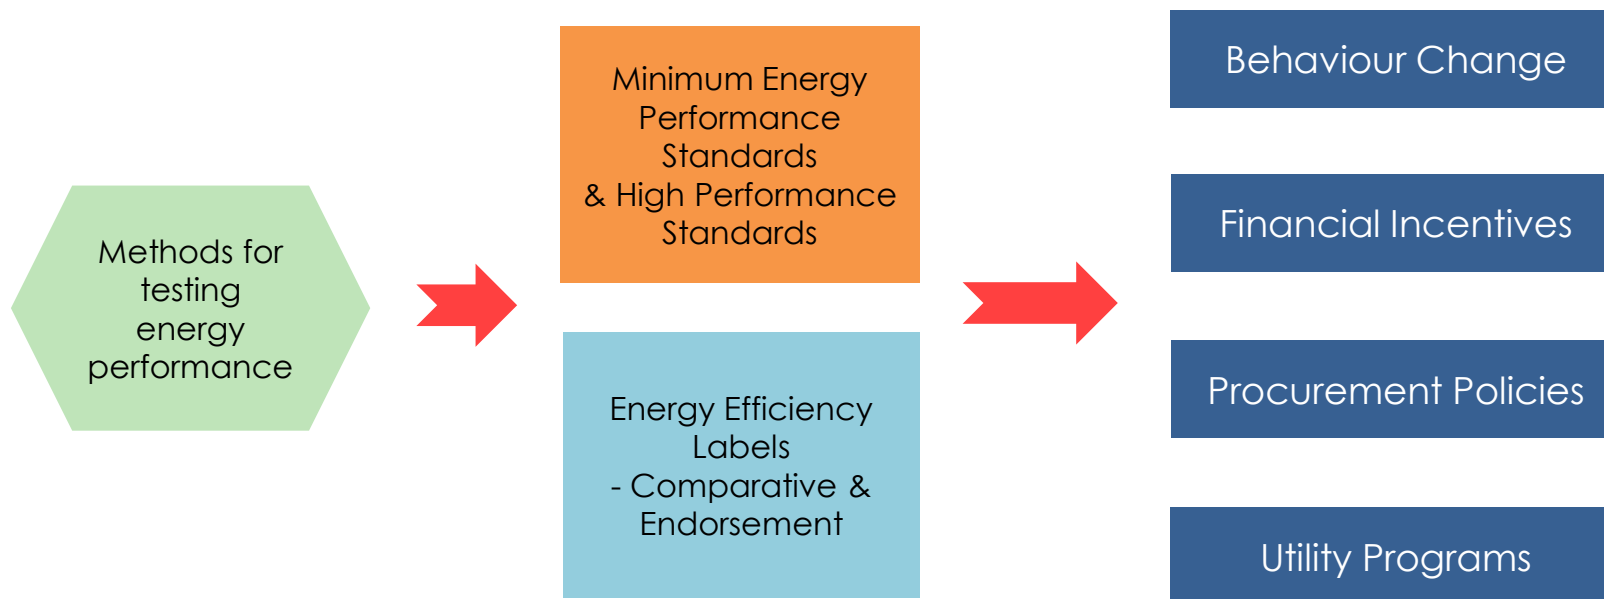 Methods for
testing
energy
performance
Minimum Energy
Performance
Standards
& High Performance
Standards
Energy Efficiency
Labels
- Comparative &
Endorsement
Behaviour Change
Financial Incentives
Procurement Policies
Utility Programs